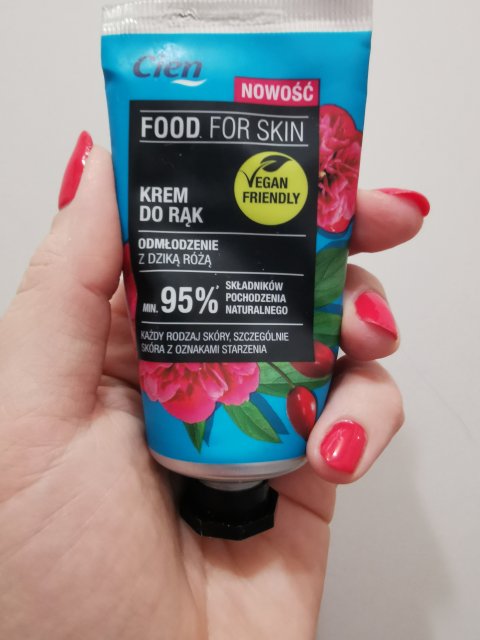 Cien
NOWOŚĆ
FOOD FOR SKIN
VEGAN
FRIENDLY
KREM
DO RĄK
ODMŁODZENIE
Z DZIKĄ RÓŻĄ
MIN. 95%*
SKŁADNIKÓW
POCHODZENIA
NATURALNEGO
KAŻDY RODZAJ SKÓRY, SZCZEGÓLNIE
SKÓRA Z OZNAKAMI STARZENIA